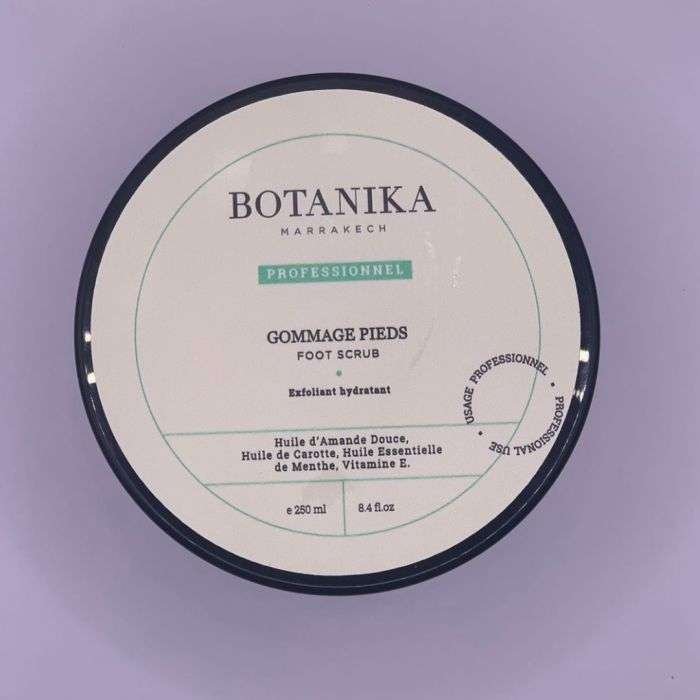 BOTANIKA
MARRAKECH
PROFESSIONNEL
GOMMAGE PIEDS
FOOT SCRUB
Exfoliant hydratant
Huile d'Amande Douce,
Huile de Carotte, Huile Essentielle
de Menthe, Vitamine E.
e 250 ml
8.4 fl.oz
USAGE PROFESSIONNEL • PROFESSIONAL USE •